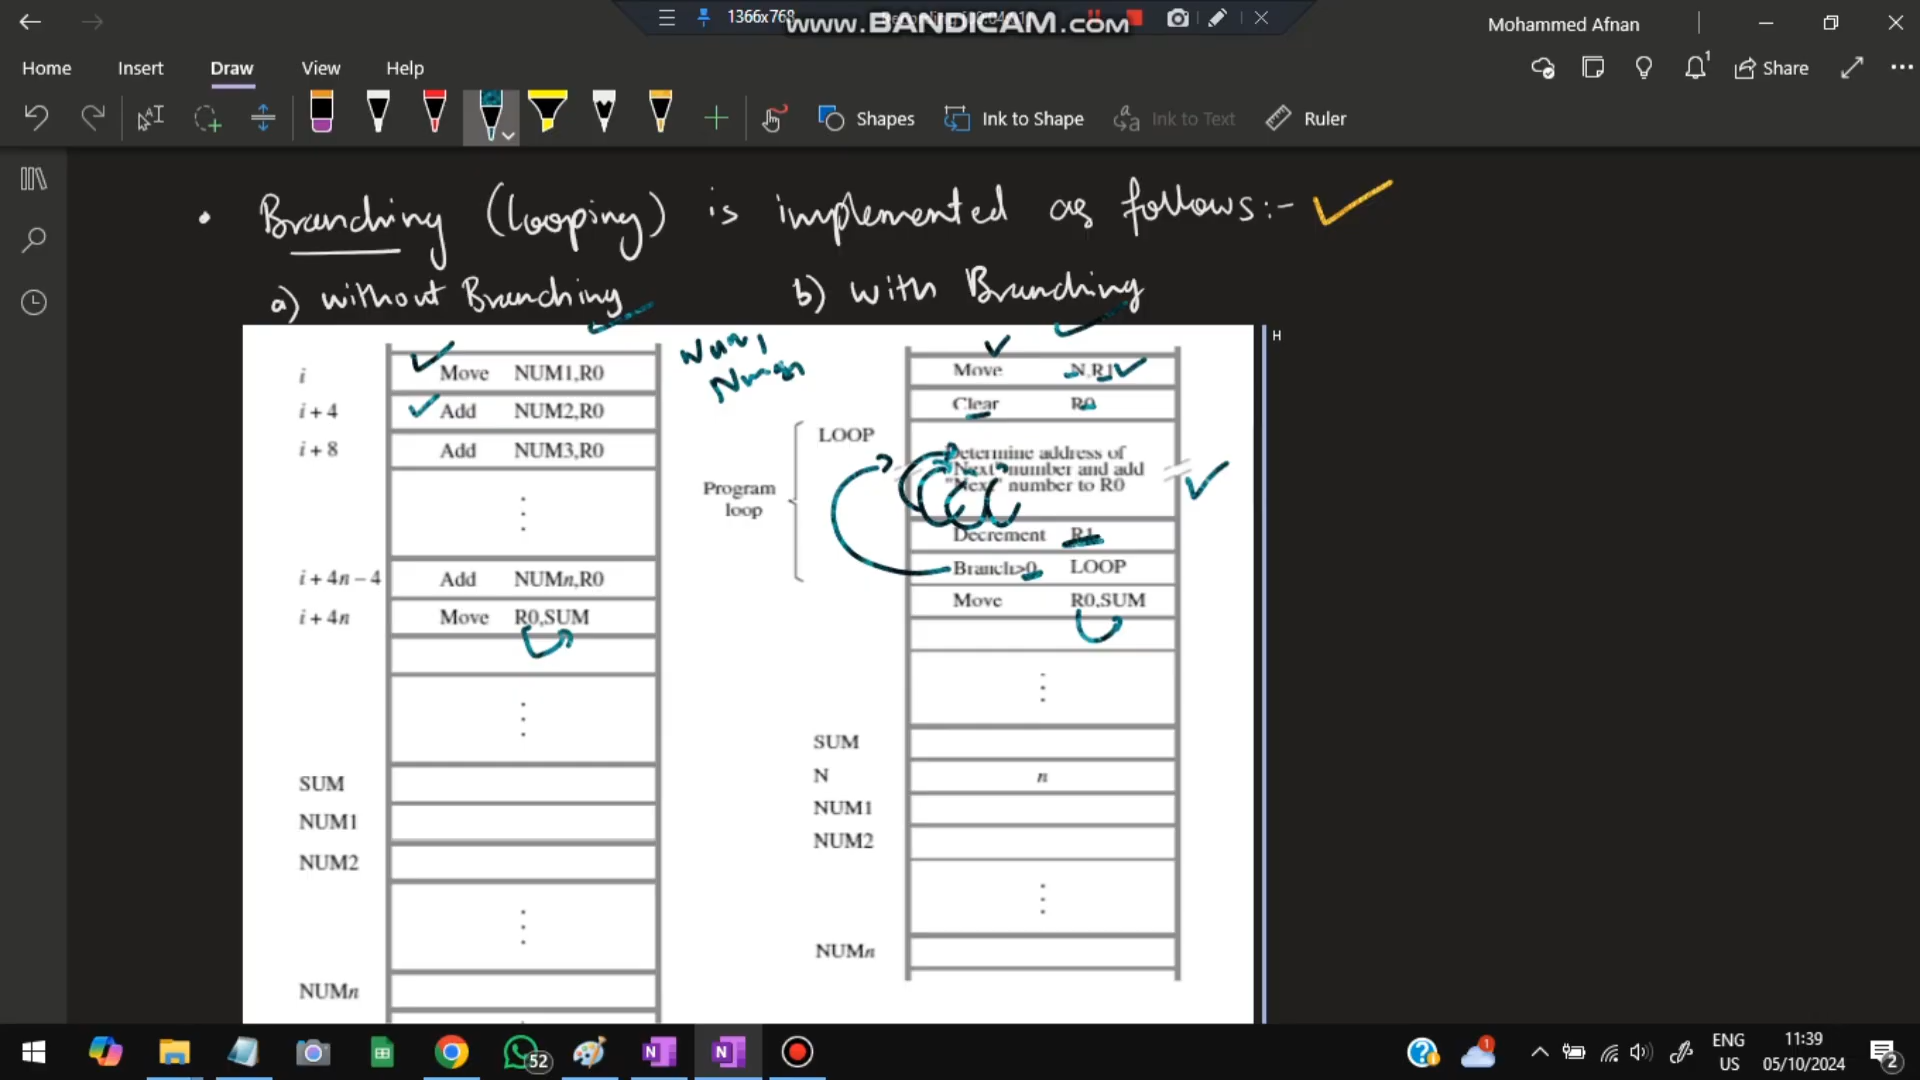 1366x768
www.BANDICAM.com
Mohammed Afnan
Home Insert Draw View Help
1
Share
Shapes Ink to Shape Ink to Text Ruler
• Branching (looping) is implemented as follows:-
a) without Branching b) with Branching
Num1
i Move NUM1,R0
i + 4 Add NUM2,R0
i + 8 Add NUM3,R0
i + 4n − 4 Add NUMn,R0
i + 4n Move R0,SUM
SUM
NUM1
NUM2
NUMn
Move N,R1
Clear R0
LOOP
Determine address of
"Next" number and add
"Next" number to R0
Program
loop
Decrement R1
Branch>0 LOOP
Move R0,SUM
SUM
N n
NUM1
NUM2
NUMn
H
52
1
ENG
US
11:39
05/10/2024
2